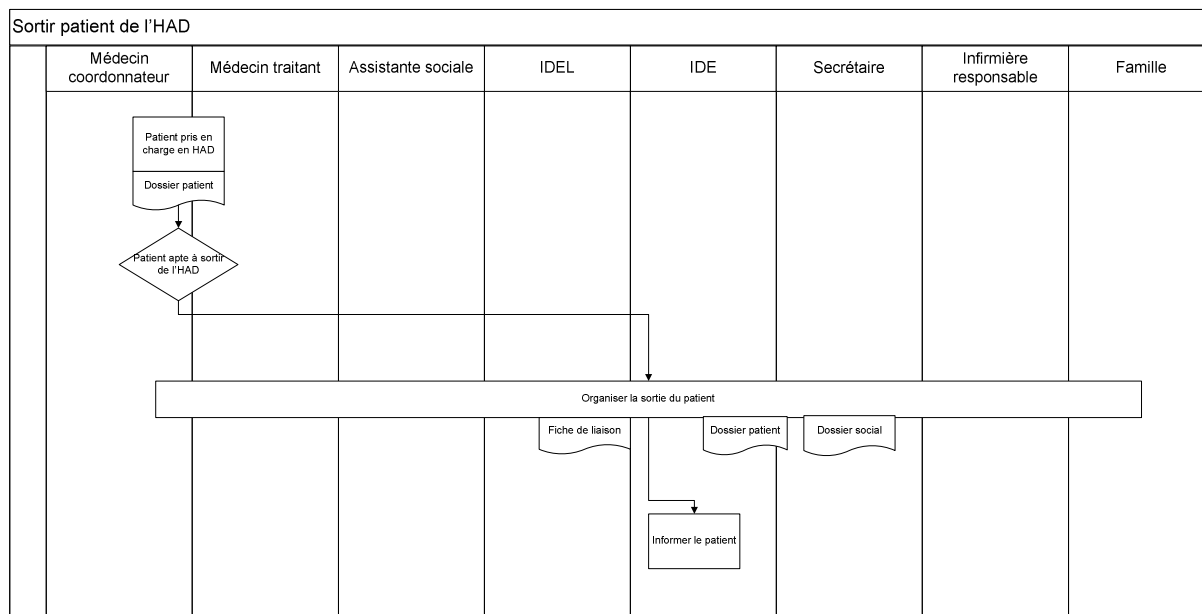 Sortir patient de l’HAD
Médecin
coordonnateur
Médecin traitant
Assistante sociale
IDEL
IDE
Secrétaire
Infirmière
responsable
Famille
Patient pris en
charge en HAD
Dossier patient
Patient apte à sortir
de l’HAD
Organiser la sortie du patient
Fiche de liaison
Dossier patient
Dossier social
Informer le patient